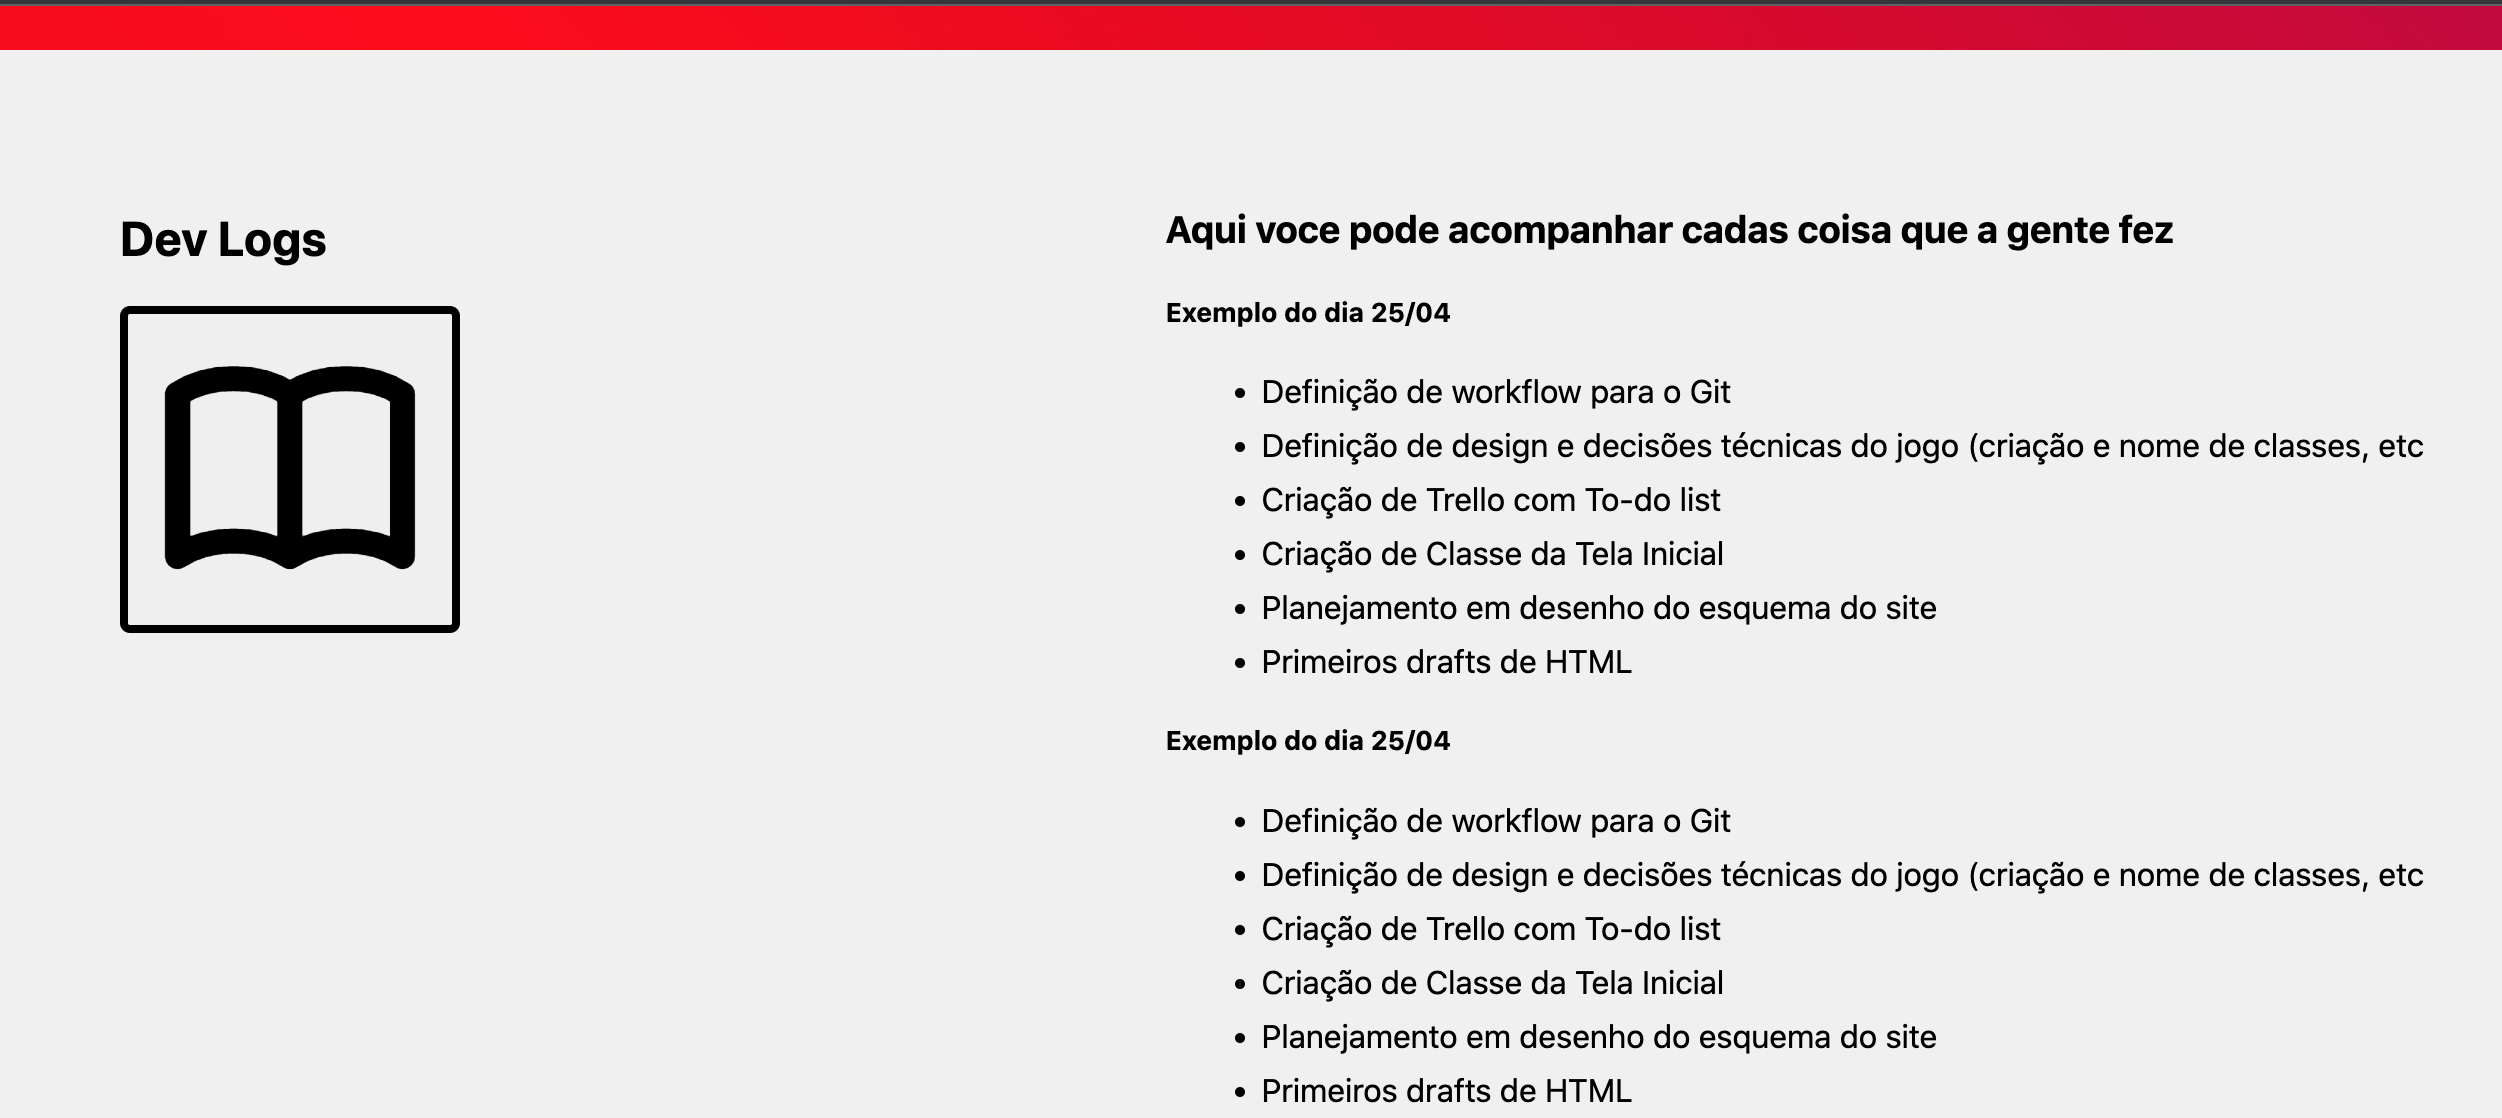 Dev Logs
Aqui voce pode acompanhar cadas coisa que a gente fez
Exemplo do dia 25/04
Definição de workflow para o Git
Definição de design e decisões técnicas do jogo (criação e nome de classes, etc
Criação de Trello com To-do list
Criação de Classe da Tela Inicial
Planejamento em desenho do esquema do site
Primeiros drafts de HTML
Exemplo do dia 25/04
Definição de workflow para o Git
Definição de design e decisões técnicas do jogo (criação e nome de classes, etc
Criação de Trello com To-do list
Criação de Classe da Tela Inicial
Planejamento em desenho do esquema do site
Primeiros drafts de HTML